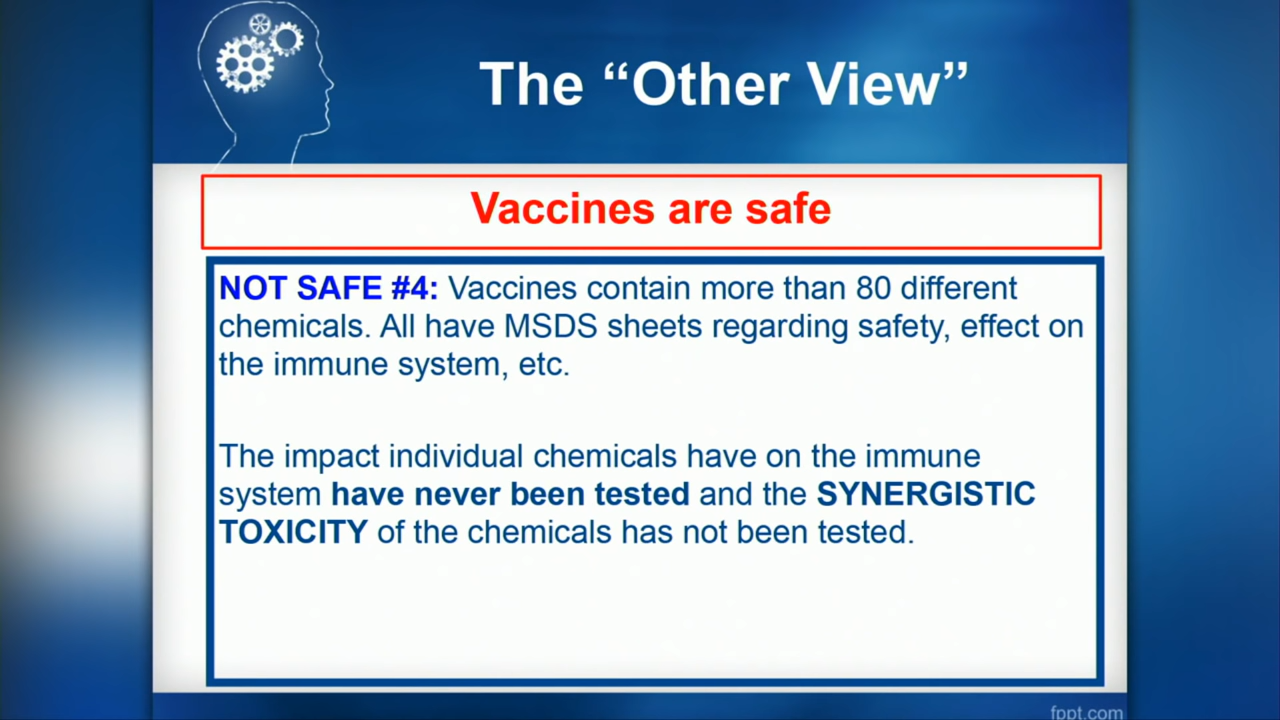 The “Other View”
Vaccines are safe
NOT SAFE #4: Vaccines contain more than 80 different
chemicals. All have MSDS sheets regarding safety, effect on
the immune system, etc.
The impact individual chemicals have on the immune
system have never been tested and the SYNERGISTIC
TOXICITY of the chemicals has not been tested.
fppt.com